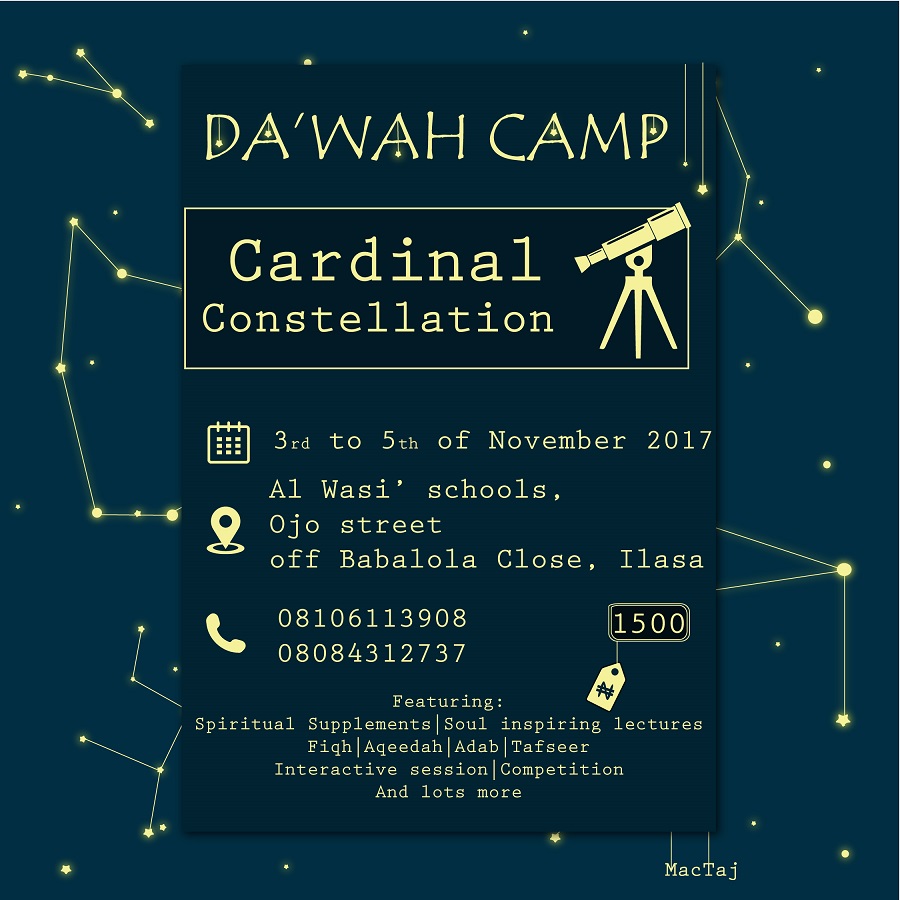 DA'WAH CAMP
Cardinal
Constellation
3rd to 5th of November 2017
Al Wasi' schools,
Ojo street
off Babalola Close, Ilasa
08106113908
08084312737
1500
₦
Featuring:
Spiritual Supplements|Soul inspiring lectures
Fiqh|Aqeedah|Adab|Tafseer
Interactive session|Competition
And lots more
MacTaj